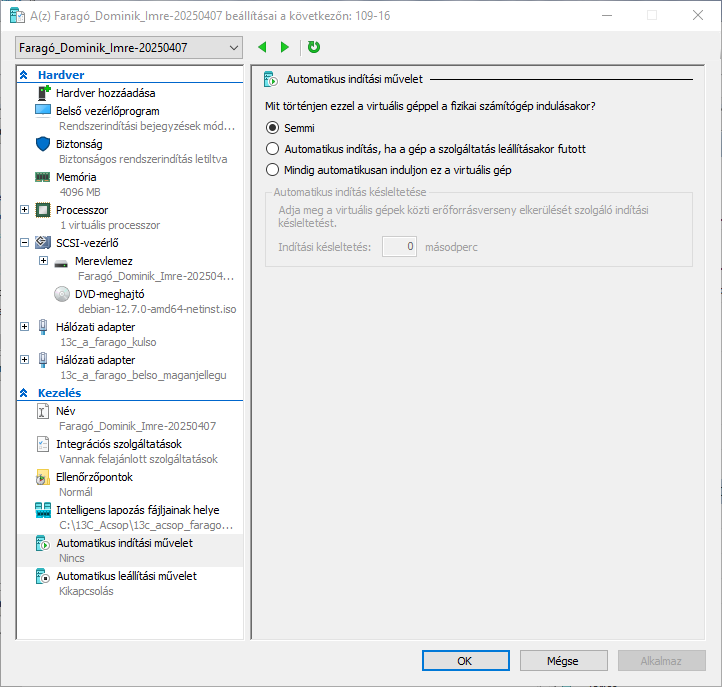 A(z) Faragó_Dominik_Imre-20250407 beállításai a következőn: 109-16
Faragó_Dominik_Imre-20250407
Hardver
Hardver hozzáadása
Belső vezérlőprogram
Rendszerindítási bejegyzések mód...
Biztonság
Biztonságos rendszerindítás letiltva
Memória
4096 MB
Processzor
1 virtuális processzor
SCSI-vezérlő
Merevlemez
Faragó_Dominik_Imre-202504...
DVD-meghajtó
debian-12.7.0-amd64-netinst.iso
Hálózati adapter
13c_a_farago_kulso
Hálózati adapter
13c_a_farago_belso_maganjellegu
Kezelés
Név
Faragó_Dominik_Imre-20250407
Integrációs szolgáltatások
Vannak felajánlott szolgáltatások
Ellenőrzőpontok
Normál
Intelligens lapozás fájljainak helye
C:\13C_Acsop\13c_acsop_farago...
Automatikus indítási művelet
Nincs
Automatikus leállítási művelet
Kikapcsolás
Automatikus indítási művelet
Mit történjen ezzel a virtuális géppel a fizikai számítógép indulásakor?
Semmi
Automatikus indítás, ha a gép a szolgáltatás leállításakor futott
Mindig automatikusan induljon ez a virtuális gép
Automatikus indítás késleltetése
Adja meg a virtuális gépek közti erőforrásverseny elkerülését szolgáló indítási
késleltetést.
Indítási késleltetés: 0 másodperc
OK Mégse Alkalmaz